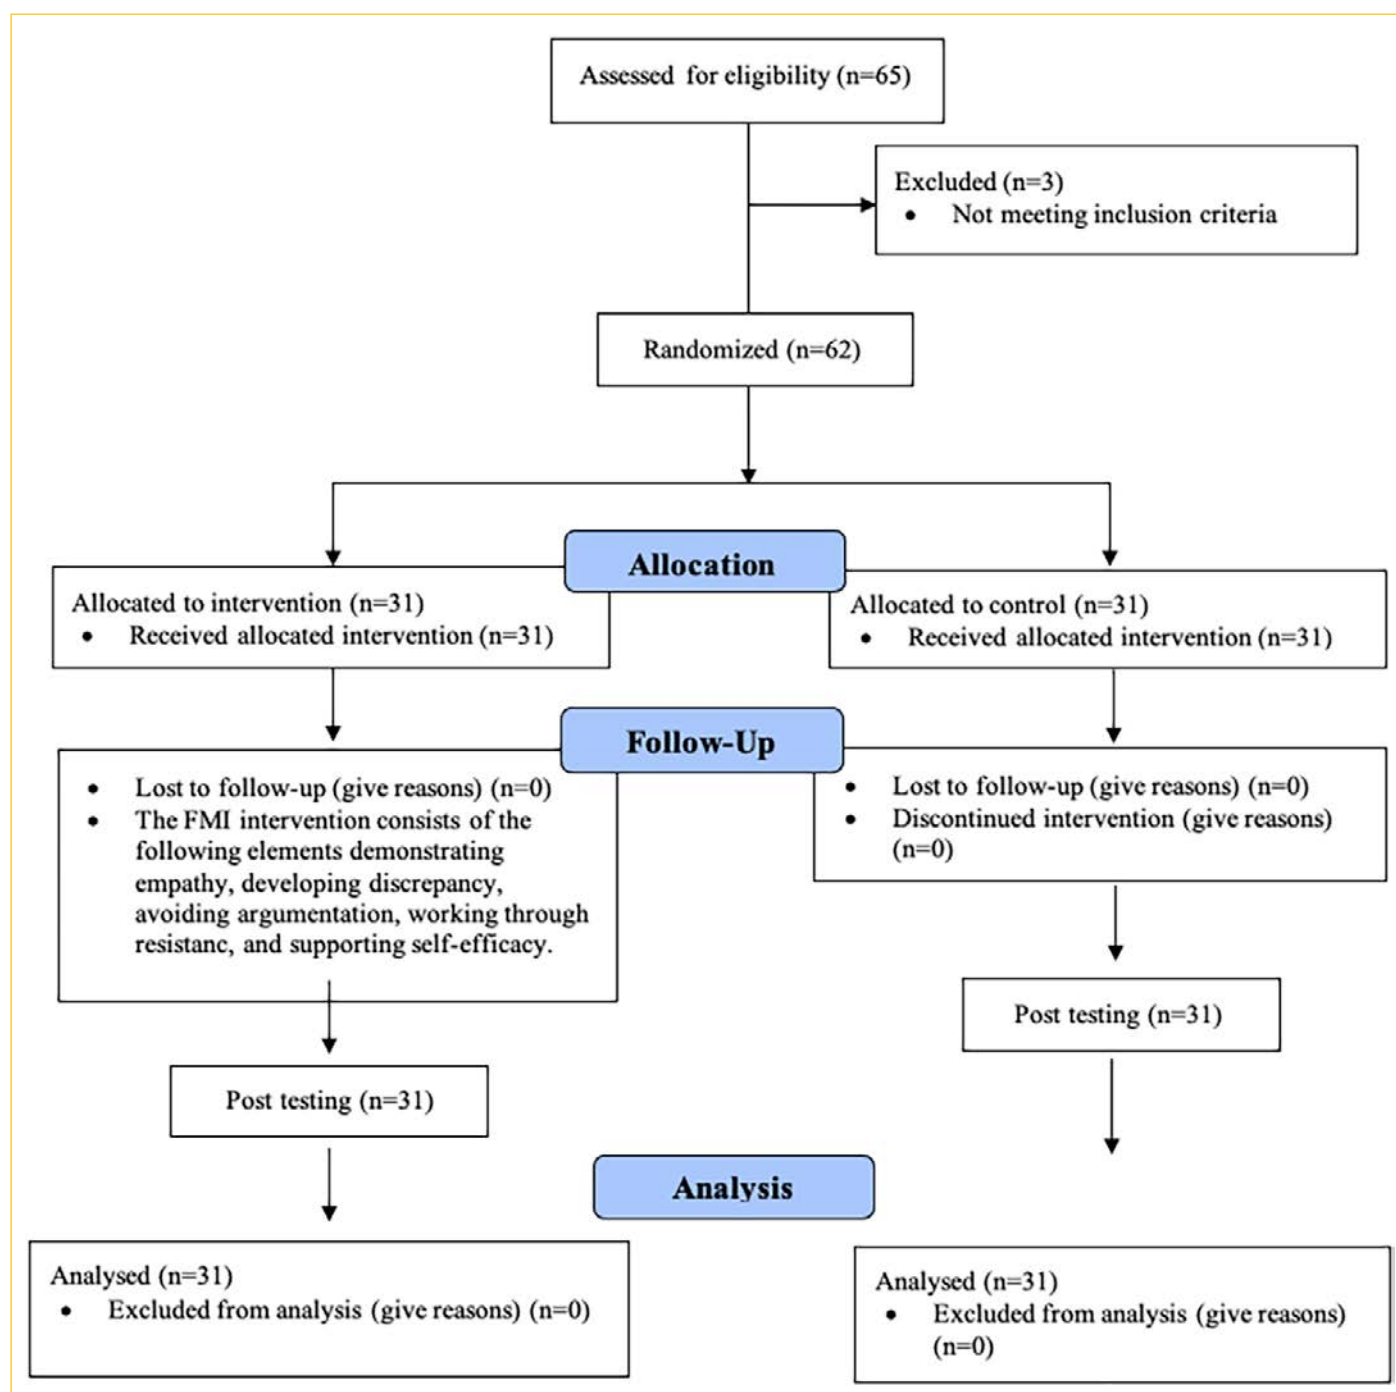 Assessed for eligibility (n=65)
Excluded (n=3)
• Not meeting inclusion criteria
Randomized (n=62)
Allocation
Allocated to intervention (n=31)
• Received allocated intervention (n=31)
Allocated to control (n=31)
• Received allocated intervention (n=31)
Follow-Up
• Lost to follow-up (give reasons) (n=0)
• The FMI intervention consists of the
following elements demonstrating
empathy, developing discrepancy,
avoiding argumentation, working through
resistanc, and supporting self-efficacy.
• Lost to follow-up (give reasons) (n=0)
• Discontinued intervention (give reasons)
(n=0)
Post testing (n=31)
Post testing (n=31)
Analysis
Analysed (n=31)
• Excluded from analysis (give reasons) (n=0)
Analysed (n=31)
• Excluded from analysis (give reasons)
(n=0)